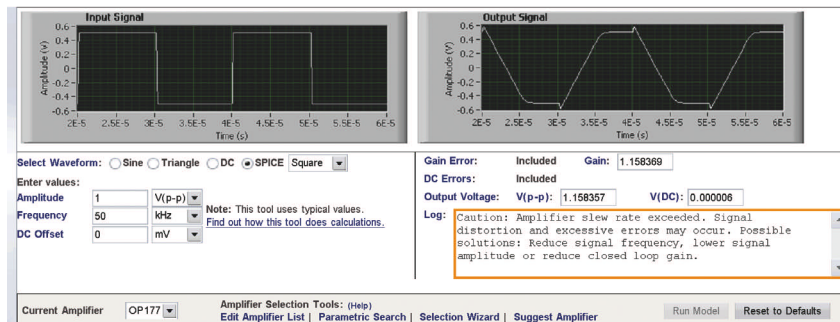 Input Signal
Amplitude (v)
0.6
0.4
0.2
0
-0.2
-0.4
-0.6
2E-5 2.5E-5 3E-5 3.5E-5 4E-5 4.5E-5 5E-5 5.5E-5 6E-5
Time (s)
Output Signal
Amplitude (V)
0.6
0.4
0.2
0
-0.2
-0.4
-0.6
2E-5 2.5E-5 3E-5 3.5E-5 4E-5 4.5E-5 5E-5 5.5E-5 6E-5
Time (s)
Select Waveform: Sine Triangle DC SPICE Square
Enter values:
Amplitude 1 V(p-p)
Frequency 50 kHz
DC Offset 0 mV
Note: This tool uses typical values.
Find out how this tool does calculations.
Gain Error: Included Gain: 1.158369
DC Errors: Included
Output Voltage: V(p-p): 1.158357 V(DC): 0.000006
Log: Caution: Amplifier slew rate exceeded. Signal
distortion and excessive errors may occur. Possible
solutions: Reduce signal frequency, lower signal
amplitude or reduce closed loop gain.
Current Amplifier OP177
Amplifier Selection Tools: (Help)
Edit Amplifier List | Parametric Search | Selection Wizard | Suggest Amplifier
Run Model Reset to Defaults